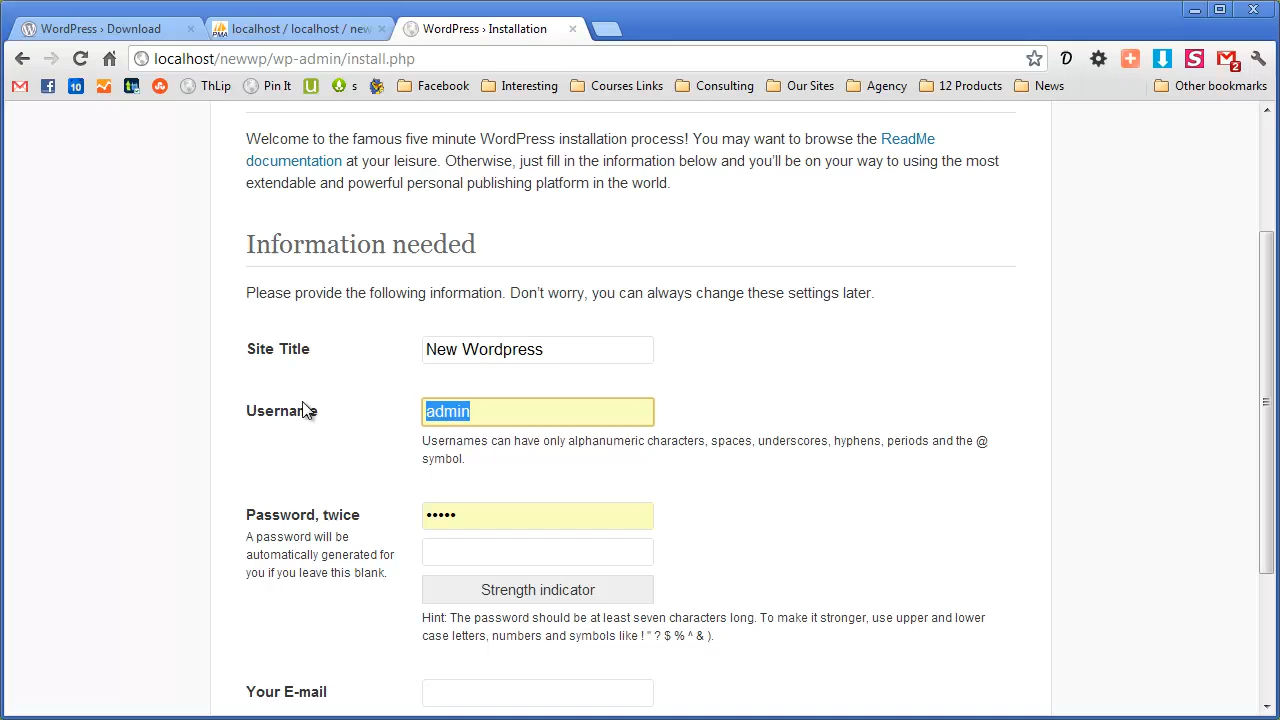 WordPress › Download
localhost / localhost / new
WordPress › Installation
localhost/newwp/wp-admin/install.php
10
s
ThLip
Pin It
Facebook
Interesting
Courses Links
Consulting
Our Sites
Agency
12 Products
News
Other bookmarks
Welcome to the famous five minute WordPress installation process! You may want to browse the ReadMe
documentation at your leisure. Otherwise, just fill in the information below and you’ll be on your way to using the most
extendable and powerful personal publishing platform in the world.
Information needed
Please provide the following information. Don’t worry, you can always change these settings later.
Site Title
New Wordpress
Username
admin
Usernames can have only alphanumeric characters, spaces, underscores, hyphens, periods and the @
symbol.
Password, twice
•••••
A password will be
automatically generated for
you if you leave this blank.
Strength indicator
Hint: The password should be at least seven characters long. To make it stronger, use upper and lower
case letters, numbers and symbols like ! " ? $ % ^ & ).
Your E-mail